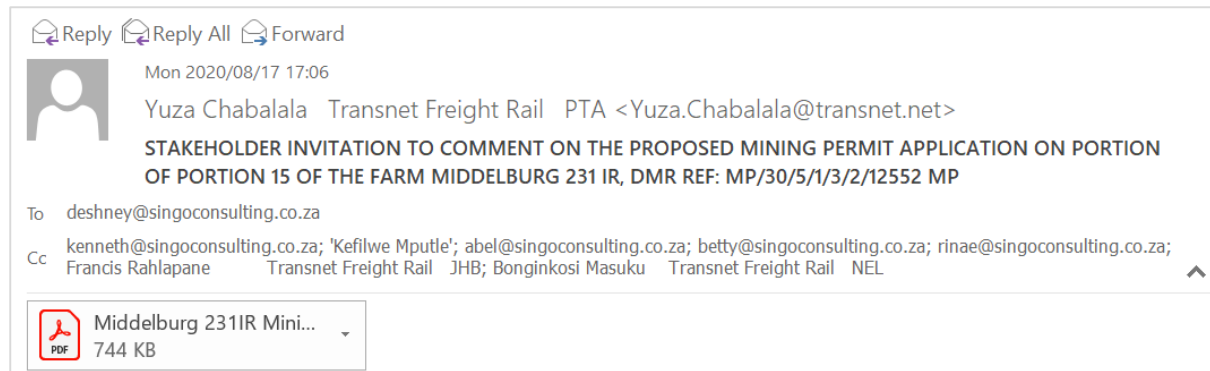 Reply Reply All Forward
Mon 2020/08/17 17:06
Yuza Chabalala Transnet Freight Rail PTA <Yuza.Chabalala@transnet.net>
STAKEHOLDER INVITATION TO COMMENT ON THE PROPOSED MINING PERMIT APPLICATION ON PORTION
OF PORTION 15 OF THE FARM MIDDELBURG 231 IR, DMR REF: MP/30/5/1/3/2/12552 MP
To deshney@singoconsulting.co.za
Cc kenneth@singoconsulting.co.za; 'Kefilwe Mputle'; abel@singoconsulting.co.za; betty@singoconsulting.co.za; rinae@singoconsulting.co.za;
Francis Rahlapane Transnet Freight Rail JHB; Bonginkosi Masuku Transnet Freight Rail NEL
PDF
Middelburg 231IR Mini...
744 KB